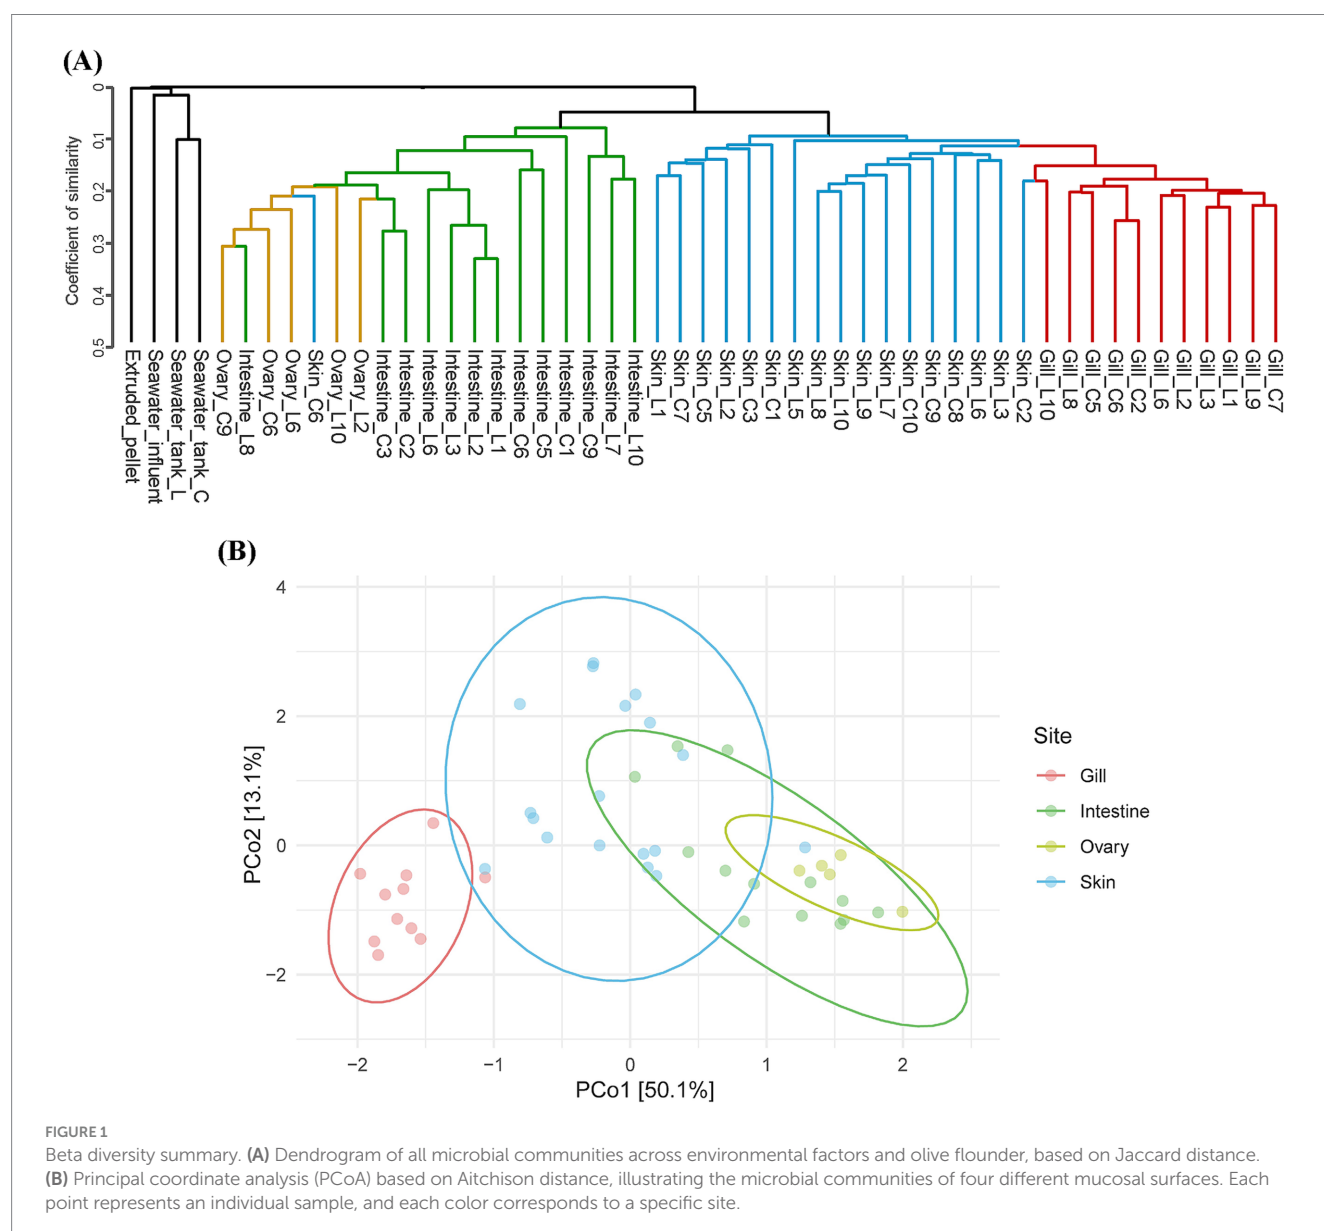 (A)
Coefficient of similarity
0
0.1
0.2
0.3
0.4
0.5
Extruded_pellet
Seawater_influent
Seawater_tank_L
Seawater_tank_C
Ovary_C9
Intestine_L8
Ovary_C6
Ovary_L6
Skin_C6
Ovary_L10
Ovary_L2
Intestine_C3
Intestine_C2
Intestine_L6
Intestine_L3
Intestine_L2
Intestine_L1
Intestine_C6
Intestine_C5
Intestine_C1
Intestine_C9
Intestine_L7
Intestine_L10
Skin_L1
Skin_C7
Skin_C5
Skin_L2
Skin_C3
Skin_C1
Skin_L5
Skin_L8
Skin_L10
Skin_L9
Skin_L7
Skin_C10
Skin_C9
Skin_C8
Skin_L6
Skin_L3
Skin_C2
Gill_L10
Gill_L8
Gill_C5
Gill_C6
Gill_C2
Gill_L6
Gill_L2
Gill_L3
Gill_L1
Gill_L9
Gill_C7
(B)
4
2
0
−2
PCo2 [13.1%]
−2
−1
0
1
2
PCo1 [50.1%]
Site
Gill
Intestine
Ovary
Skin
FIGURE 1
Beta diversity summary. (A) Dendrogram of all microbial communities across environmental factors and olive flounder, based on Jaccard distance.
(B) Principal coordinate analysis (PCoA) based on Aitchison distance, illustrating the microbial communities of four different mucosal surfaces. Each
point represents an individual sample, and each color corresponds to a specific site.